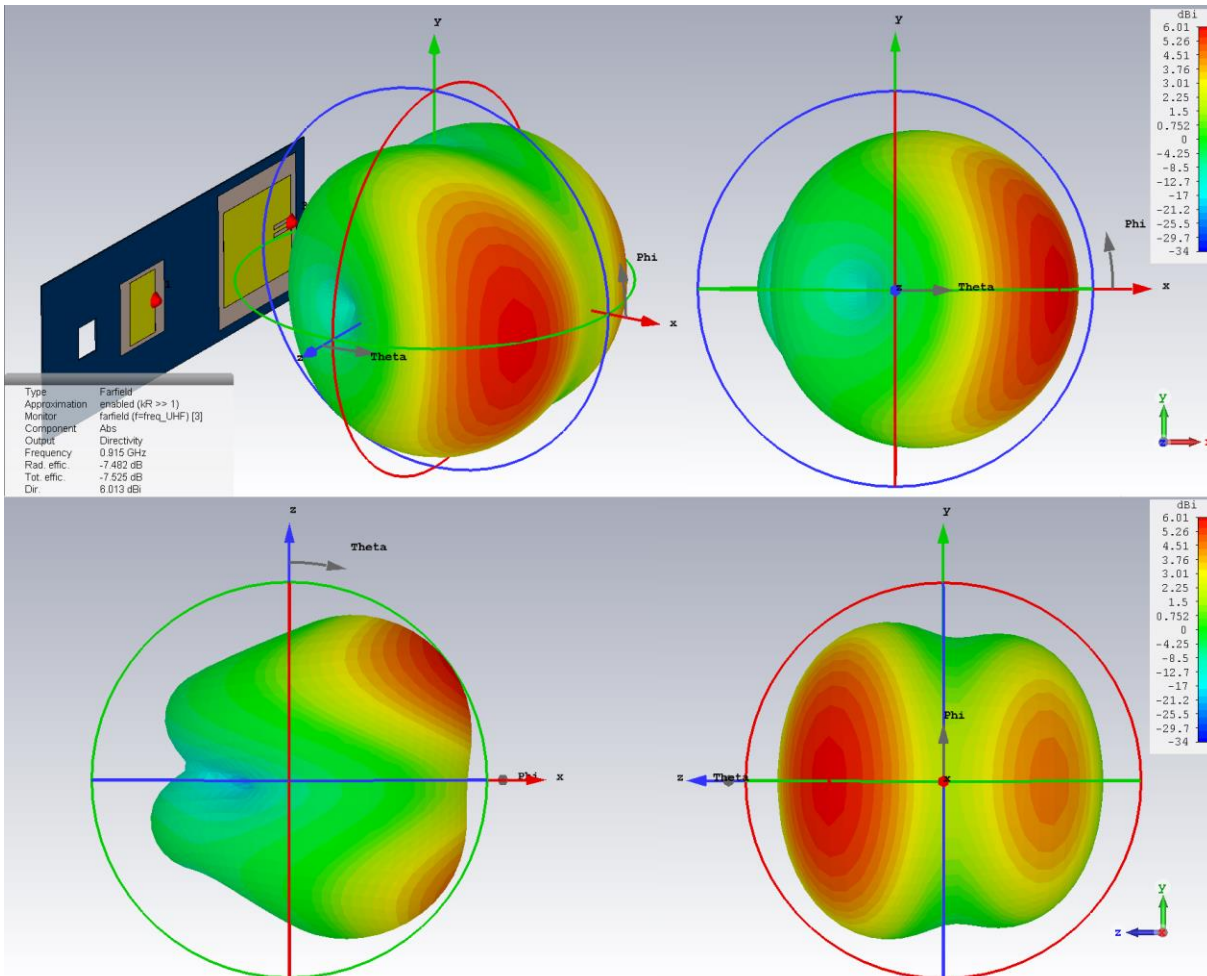 y
dBi
6.01
5.26
4.51
3.76
3.01
2.25
1.5
0.752
0
-4.25
-8.5
-12.7
-17
-21.2
-25.5
-29.7
-34
y
1
Phi
x
z
Theta
Phi
z
Theta
x
y
Type Farfield
Approximation enabled (kR >> 1)
Monitor farfield (f=freq_UHF) [3]
Component Abs
Output Directivity
Frequency 0.915 GHz
Rad. effic. -7.482 dB
Tot. effic. -7.525 dB
Dir. 6.013 dBi
z
Theta
Phi
x
y
dBi
6.01
5.26
4.51
3.76
3.01
2.25
1.5
0.752
0
-4.25
-8.5
-12.7
-17
-21.2
-25.5
-29.7
-34
Phi
z
Theta
x
y
z